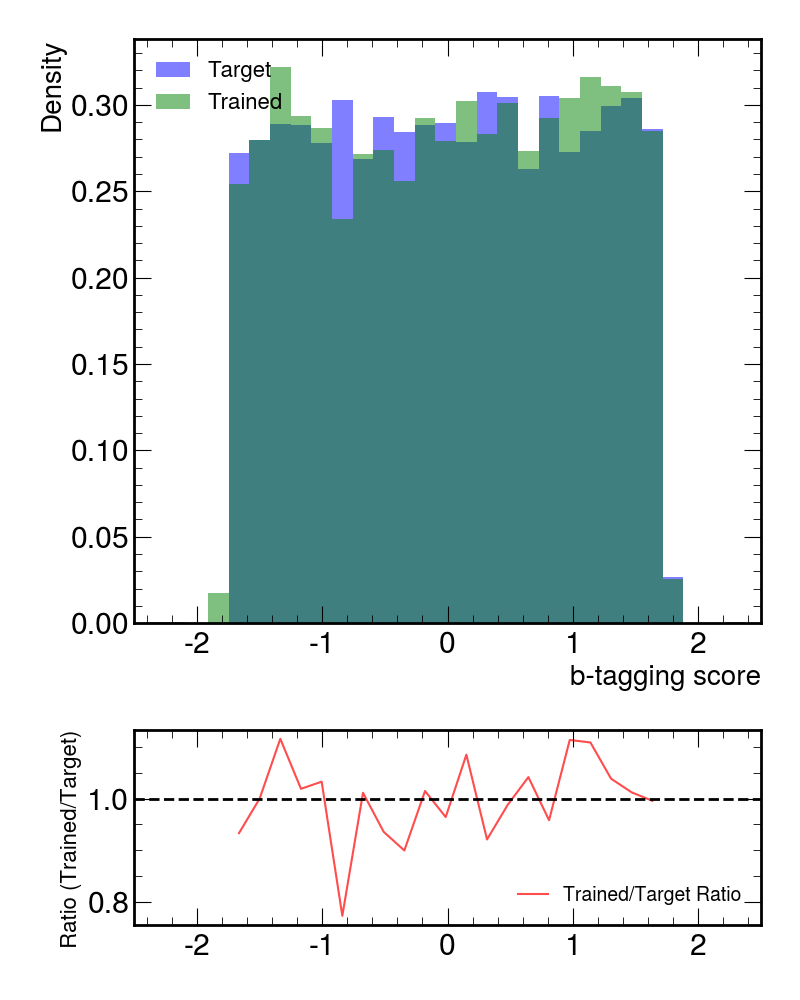 Density
Target
Trained
0.30
0.25
0.20
0.15
0.10
0.05
0.00
-2 -1 0 1 2
b-tagging score
Ratio (Trained/Target)
1.0
0.8
Trained/Target Ratio
-2 -1 0 1 2